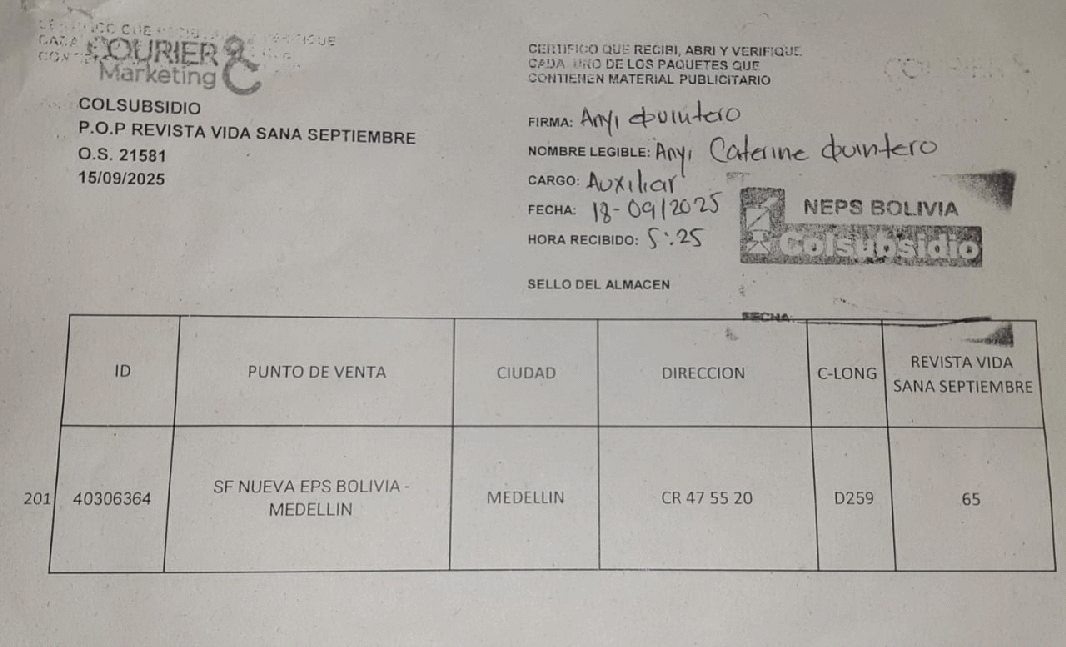 COURIER
Marketing
COLSUBSIDIO
P.O.P REVISTA VIDA SANA SEPTIEMBRE
O.S. 21581
15/09/2025
CERTIFICO QUE RECIBI, ABRI Y VERIFIQUE
CADA UNO DE LOS PAQUETES QUE
CONTIENEN MATERIAL PUBLICITARIO
FIRMA: Anyi Quintero
NOMBRE LEGIBLE: Anyi Caterine Quintero
CARGO: Auxiliar
FECHA: 18-09/2025
HORA RECIBIDO: 5:25
NEPS BOLIVIA
Colsubsidio
SELLO DEL ALMACEN
FECHA:
ID PUNTO DE VENTA CIUDAD DIRECCION C-LONG REVISTA VIDA
SANA SEPTIEMBRE
201 40306364 SF NUEVA EPS BOLIVIA - MEDELLIN CR 47 55 20 D259 65
MEDELLIN